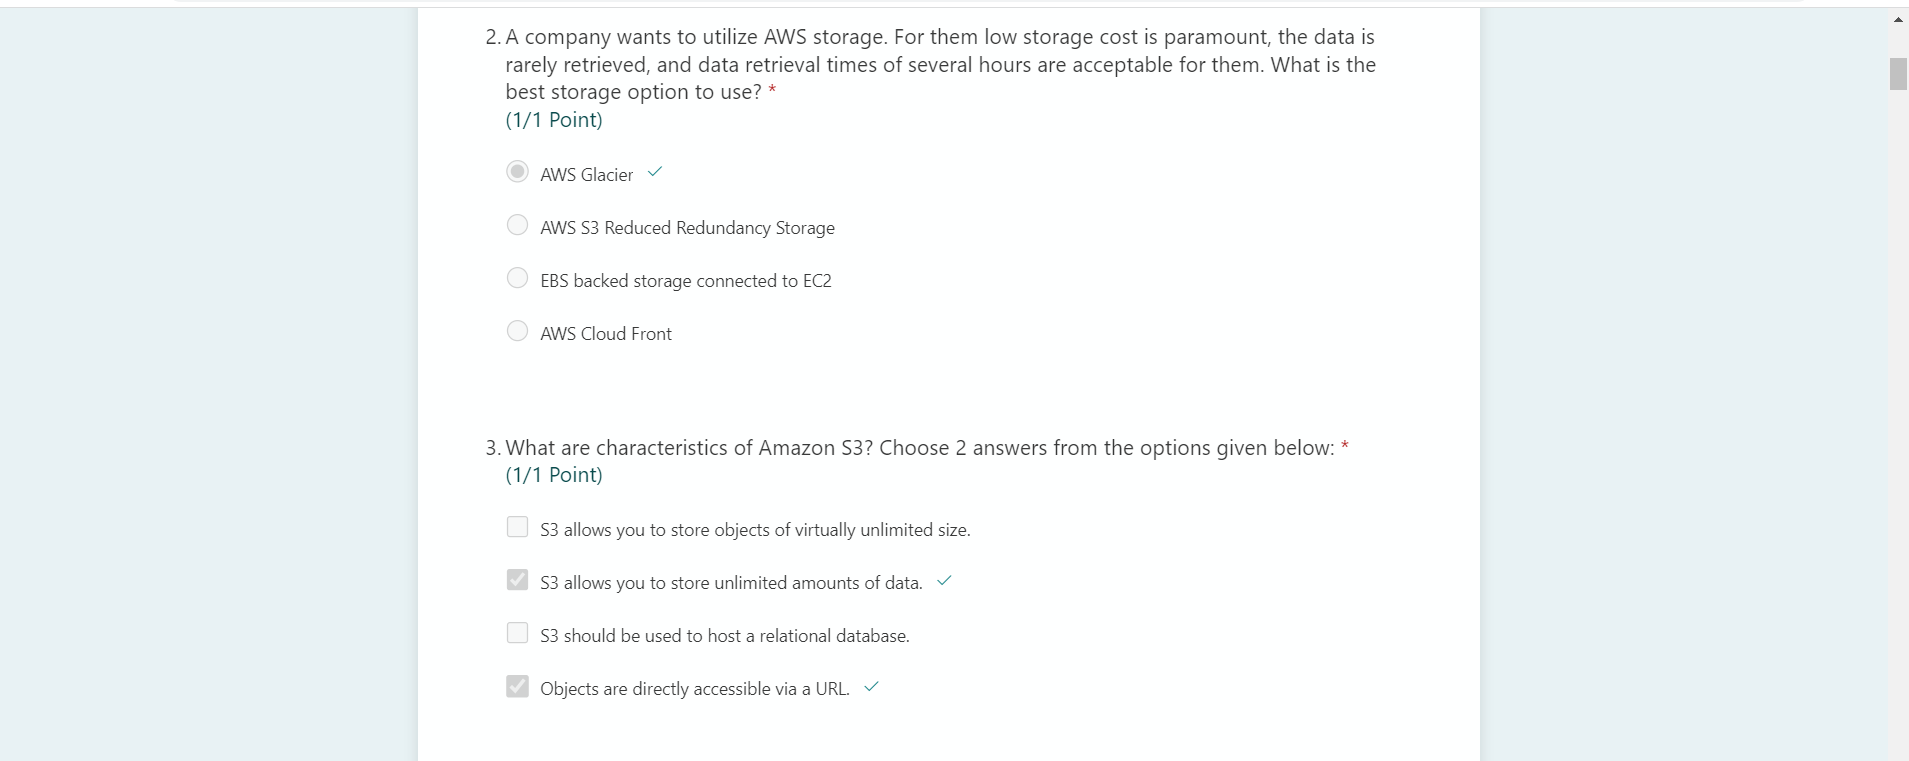 2. A company wants to utilize AWS storage. For them low storage cost is paramount, the data is
rarely retrieved, and data retrieval times of several hours are acceptable for them. What is the
best storage option to use? *
(1/1 Point)
AWS Glacier
AWS S3 Reduced Redundancy Storage
EBS backed storage connected to EC2
AWS Cloud Front
3. What are characteristics of Amazon S3? Choose 2 answers from the options given below: *
(1/1 Point)
S3 allows you to store objects of virtually unlimited size.
S3 allows you to store unlimited amounts of data.
S3 should be used to host a relational database.
Objects are directly accessible via a URL.